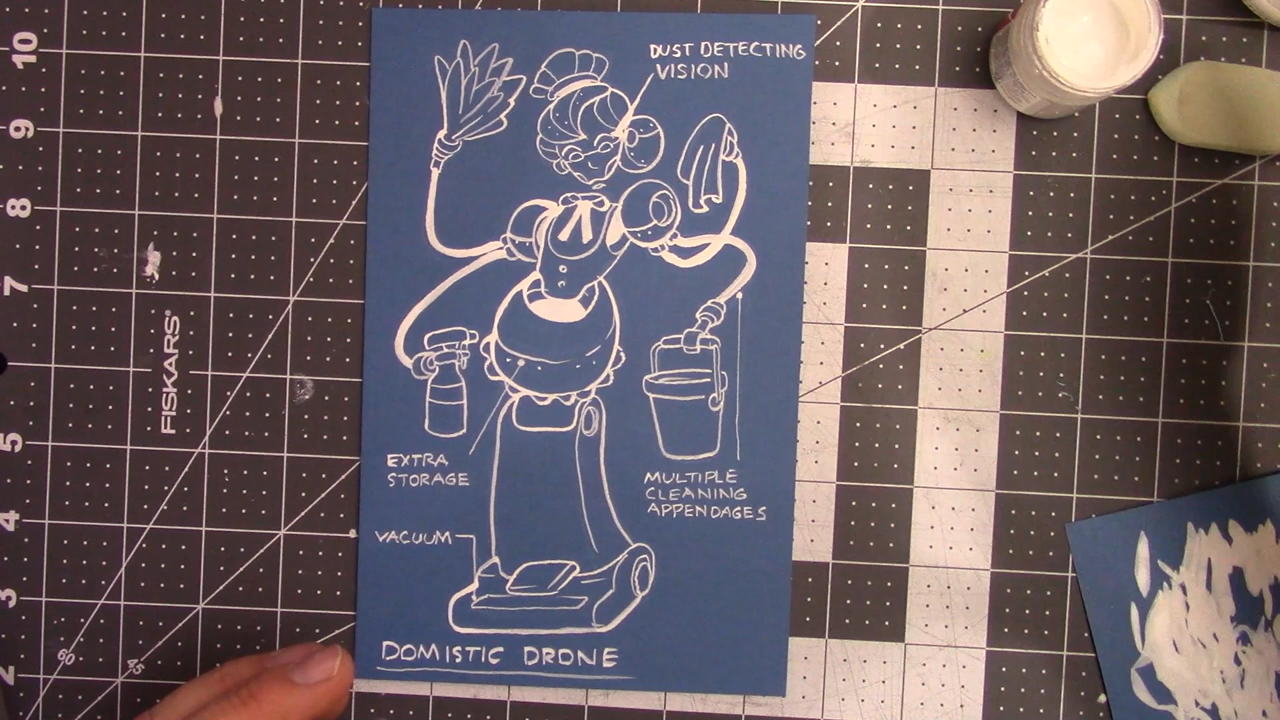 DUST DETECTING
VISION
EXTRA
STORAGE
MULTIPLE
CLEANING
APPENDAGES
VACUUM
DOMISTIC DRONE
FISKARS®
10
9
8
7
5
4
3
2
60
45